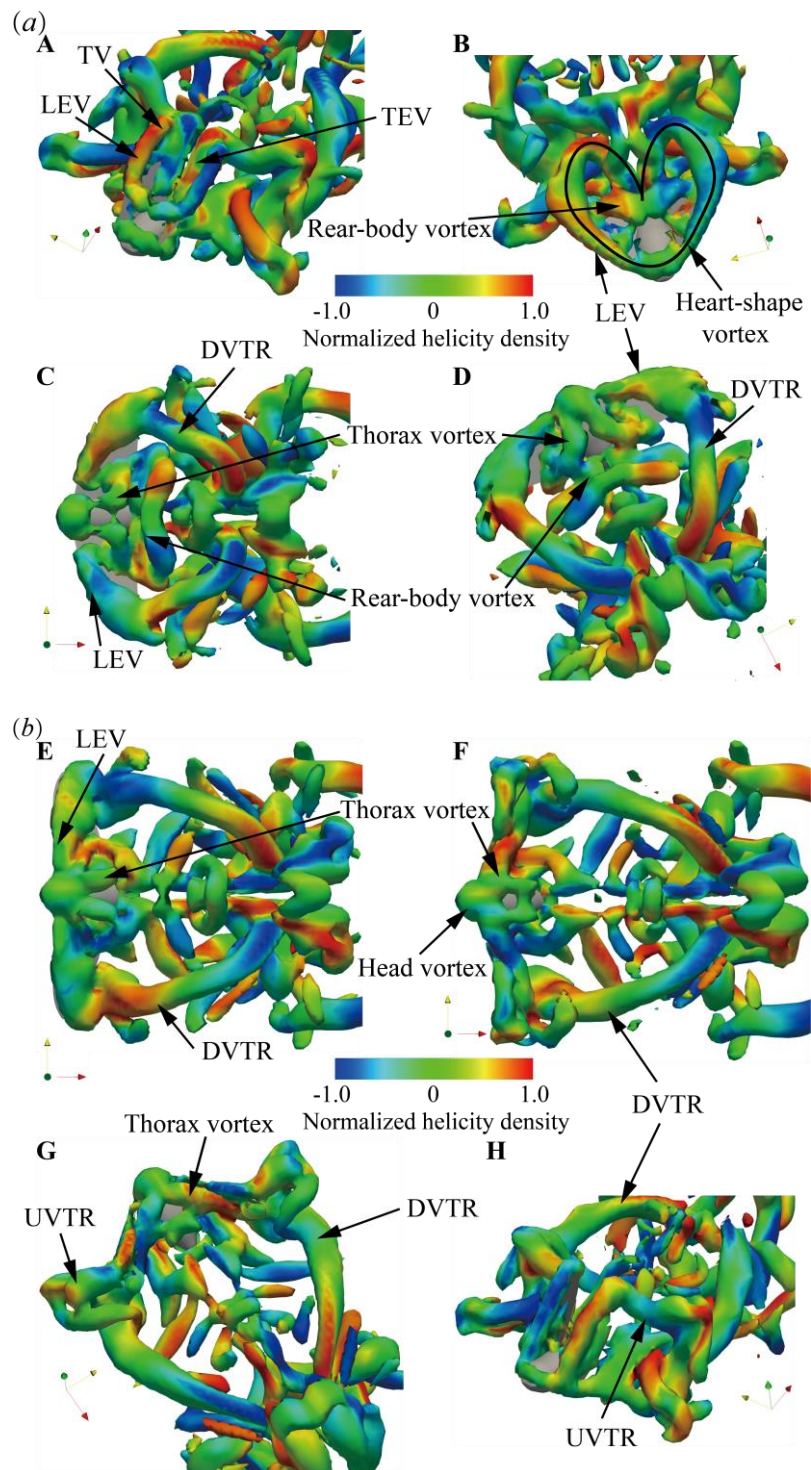 (a)
A
B
TV
LEV
TEV
Rear-body vortex
-1.0 0 1.0
Normalized helicity density
LEV
Heart-shape
vortex
C
DVTR
D
DVTR
Thorax vortex
Rear-body vortex
LEV
(b)
E
LEV
F
Thorax vortex
Head vortex
DVTR
-1.0 0 1.0
Normalized helicity density
DVTR
Thorax vortex
G
H
UVTR
DVTR
UVTR